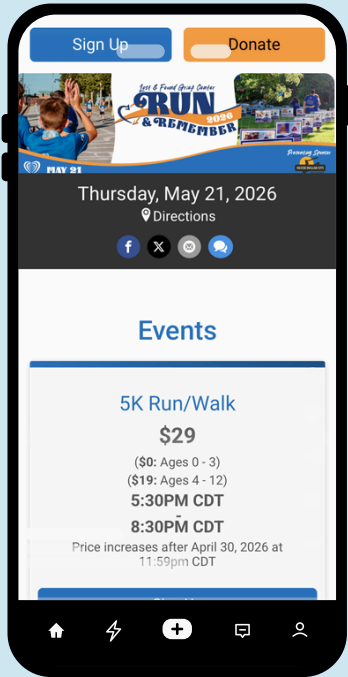 Sign Up
Donate
Lost & Found Grief Center
RUN
2026
& REMEMBER
MAY 21
Presenting Sponsor
Thursday, May 21, 2026
Directions
Events
5K Run/Walk
$29
($0: Ages 0 - 3)
($19: Ages 4 - 12)
5:30PM CDT
-
8:30PM CDT
Price increases after April 30, 2026 at
11:59pm CDT